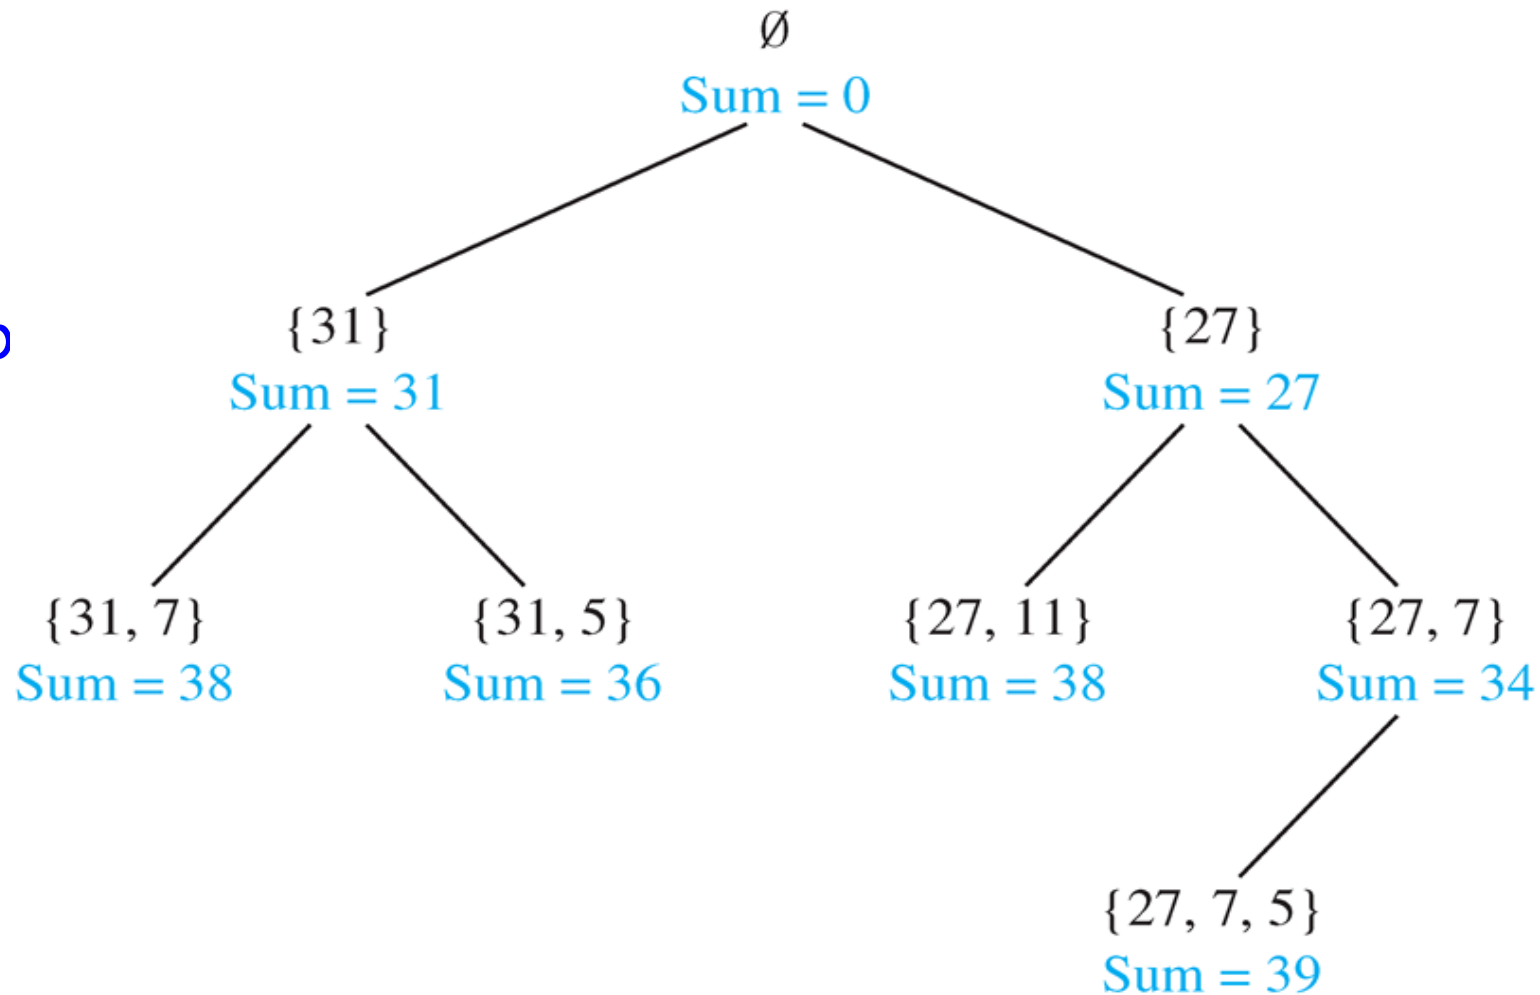 ∅
Sum = 0
{31}
{27}
Sum = 31
Sum = 27
{31, 7}
{31, 5}
{27, 11}
{27, 7}
Sum = 38
Sum = 36
Sum = 38
Sum = 34
{27, 7, 5}
Sum = 39